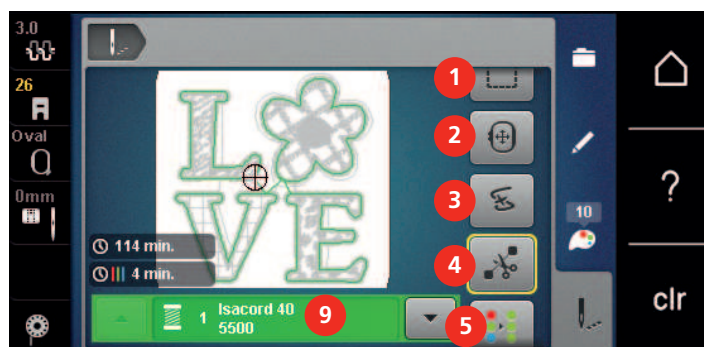 3.0
26
Oval
0mm
LOVE
114 min.
4 min.
1 Isacord 40
5500
1
2
3
4
5
9
10
?
clr